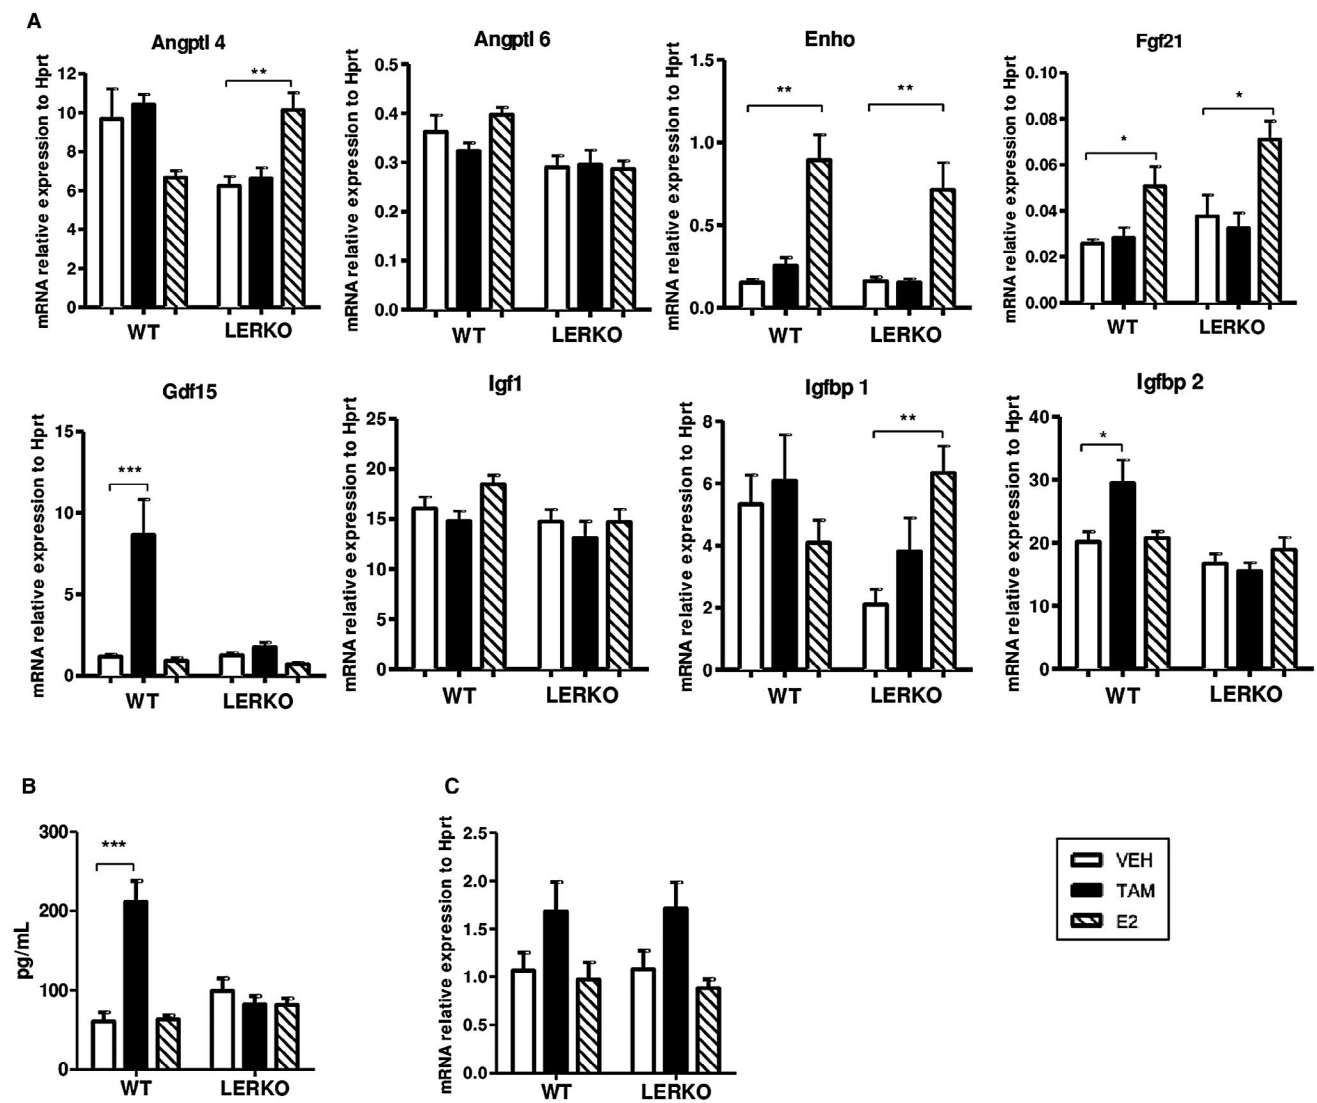 A
Angptl 4
mRNA relative expression to Hprt
12
10
8
6
4
2
0
**
WT
LERKO
Angptl 6
mRNA relative expression to Hprt
0.5
0.4
0.3
0.2
0.1
0.0
WT
LERKO
Enho
mRNA relative expression to Hprt
1.5
1.0
0.5
0.0
**
**
WT
LERKO
Fgf21
mRNA relative expression to Hprt
0.10
0.08
0.06
0.04
0.02
0.00
*
*
WT
LERKO
Gdf15
mRNA relative expression to Hprt
15
10
5
0
***
WT
LERKO
Igf1
mRNA relative expression to Hprt
25
20
15
10
5
0
WT
LERKO
Igfbp 1
mRNA relative expression to Hprt
8
6
4
2
0
**
WT
LERKO
Igfbp 2
mRNA relative expression to Hprt
40
30
20
10
0
*
WT
LERKO
B
pg/mL
300
200
100
0
***
WT
LERKO
C
mRNA relative expression to Hprt
2.5
2.0
1.5
1.0
0.5
0.0
WT
LERKO
VEH
TAM
E2